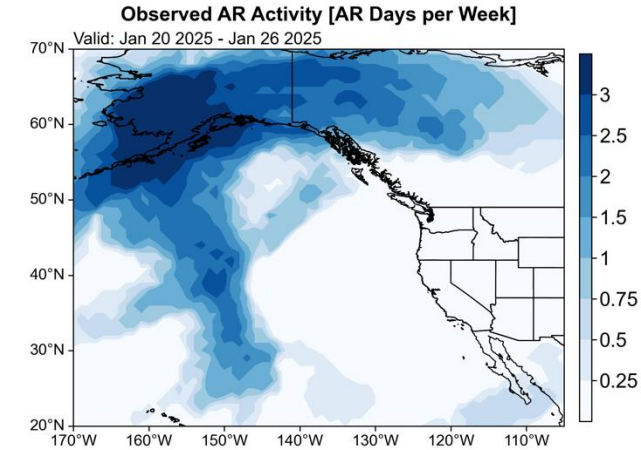 Observed AR Activity [AR Days per Week]
Valid: Jan 20 2025 - Jan 26 2025
70°N
60°N
50°N
40°N
30°N
20°N
170°W 160°W 150°W 140°W 130°W 120°W 110°W
3
2.5
2
1.5
1
0.75
0.5
0.25